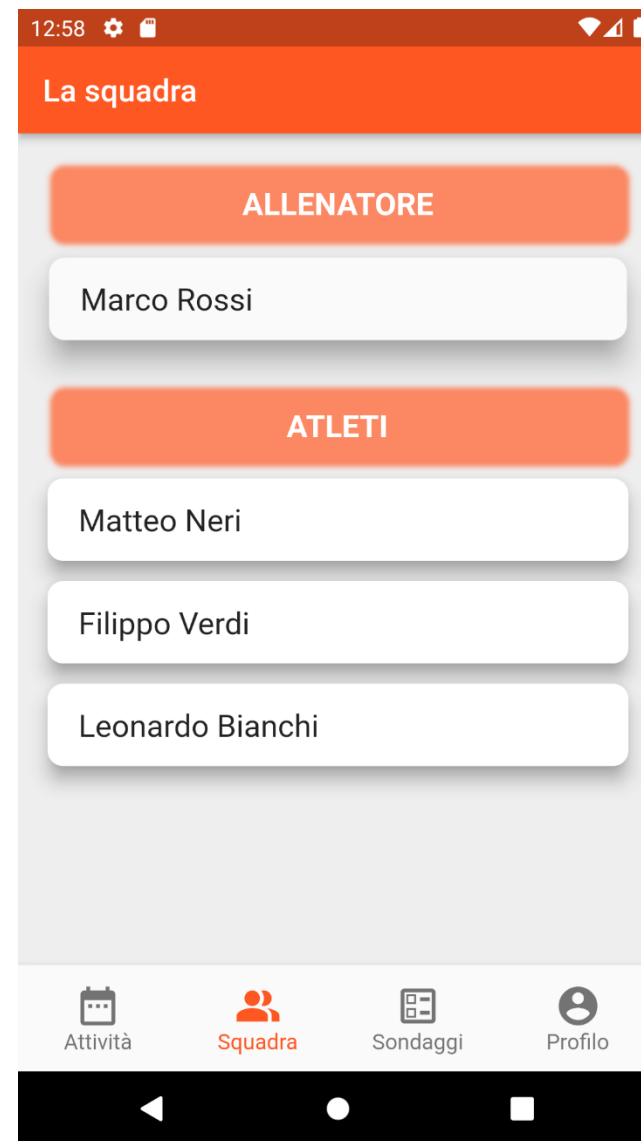 12:58
La squadra
ALLENATORE
Marco Rossi
ATLETI
Matteo Neri
Filippo Verdi
Leonardo Bianchi
Attività Squadra Sondaggi Profilo